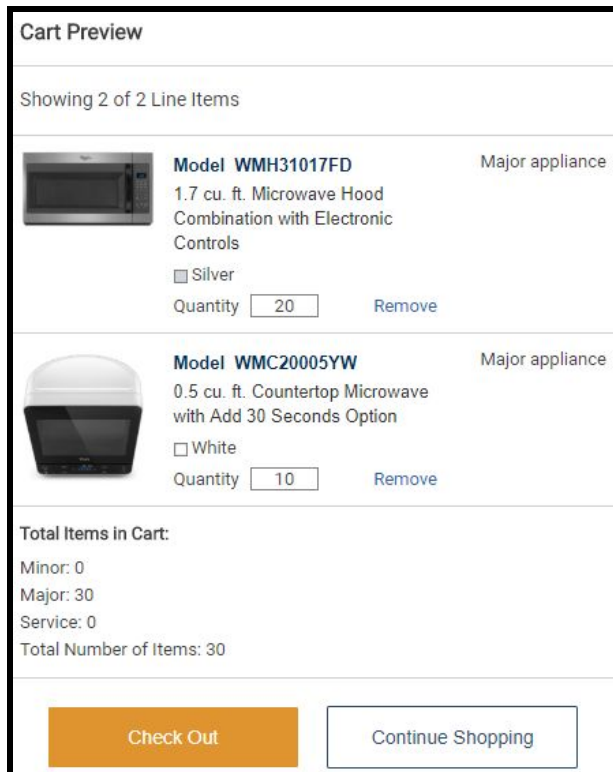 Cart Preview
Showing 2 of 2 Line Items
Model WMH31017FD
Major appliance
1.7 cu. ft. Microwave Hood
Combination with Electronic
Controls
Silver
Quantity 20 Remove
Model WMC20005YW
Major appliance
0.5 cu. ft. Countertop Microwave
with Add 30 Seconds Option
White
Quantity 10 Remove
Total Items in Cart:
Minor: 0
Major: 30
Service: 0
Total Number of Items: 30
Check Out
Continue Shopping